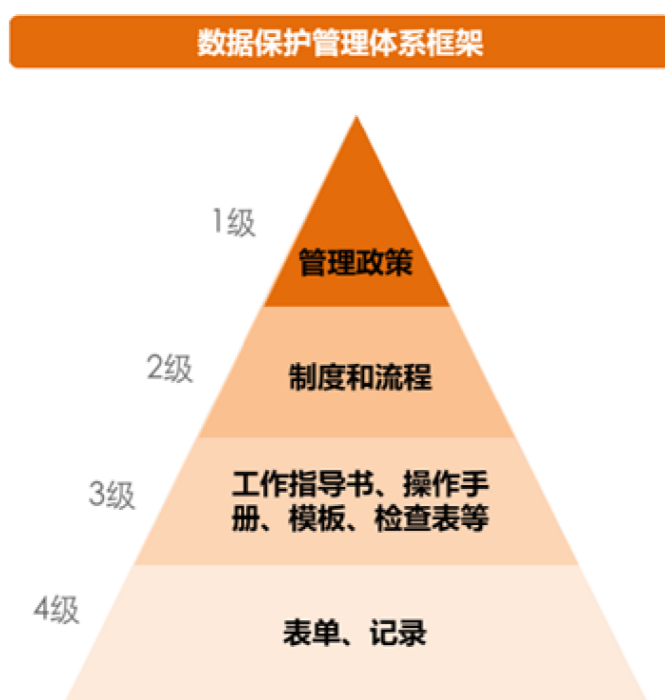 数据保护管理体系框架
1级
管理政策
2级
制度和流程
3级
工作指导书、操作手
册、模板、检查表等
4级
表单、记录